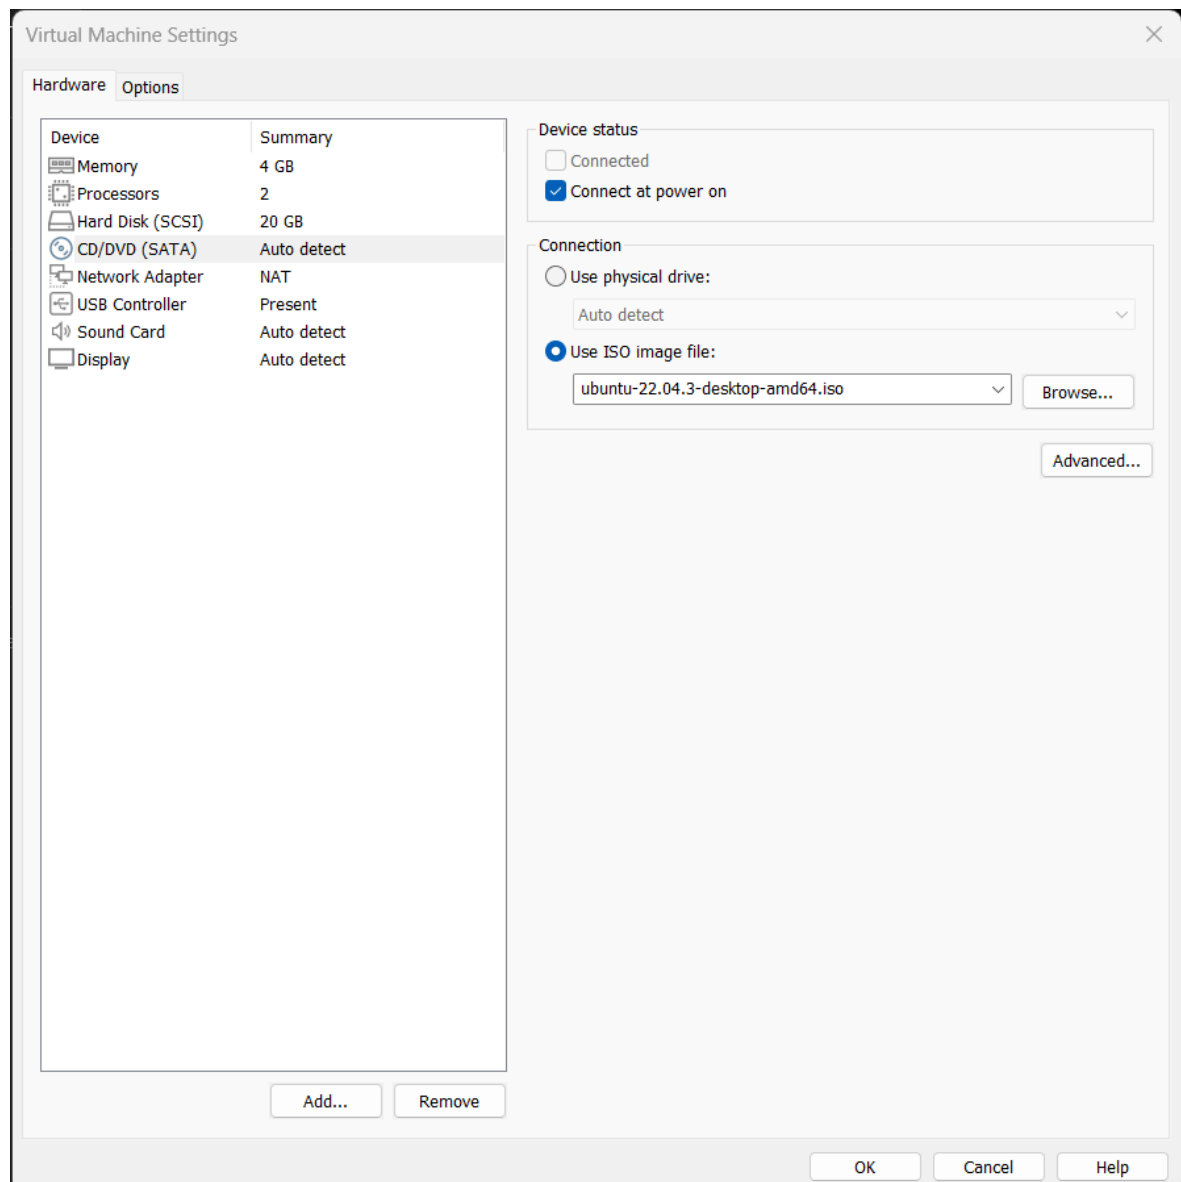 Virtual Machine Settings
Hardware Options
Device Summary
Memory 4 GB
Processors 2
Hard Disk (SCSI) 20 GB
CD/DVD (SATA) Auto detect
Network Adapter NAT
USB Controller Present
Sound Card Auto detect
Display Auto detect
Add... Remove
Device status
Connected
Connect at power on
Connection
Use physical drive:
Auto detect
Use ISO image file:
ubuntu-22.04.3-desktop-amd64.iso Browse...
Advanced...
OK Cancel Help